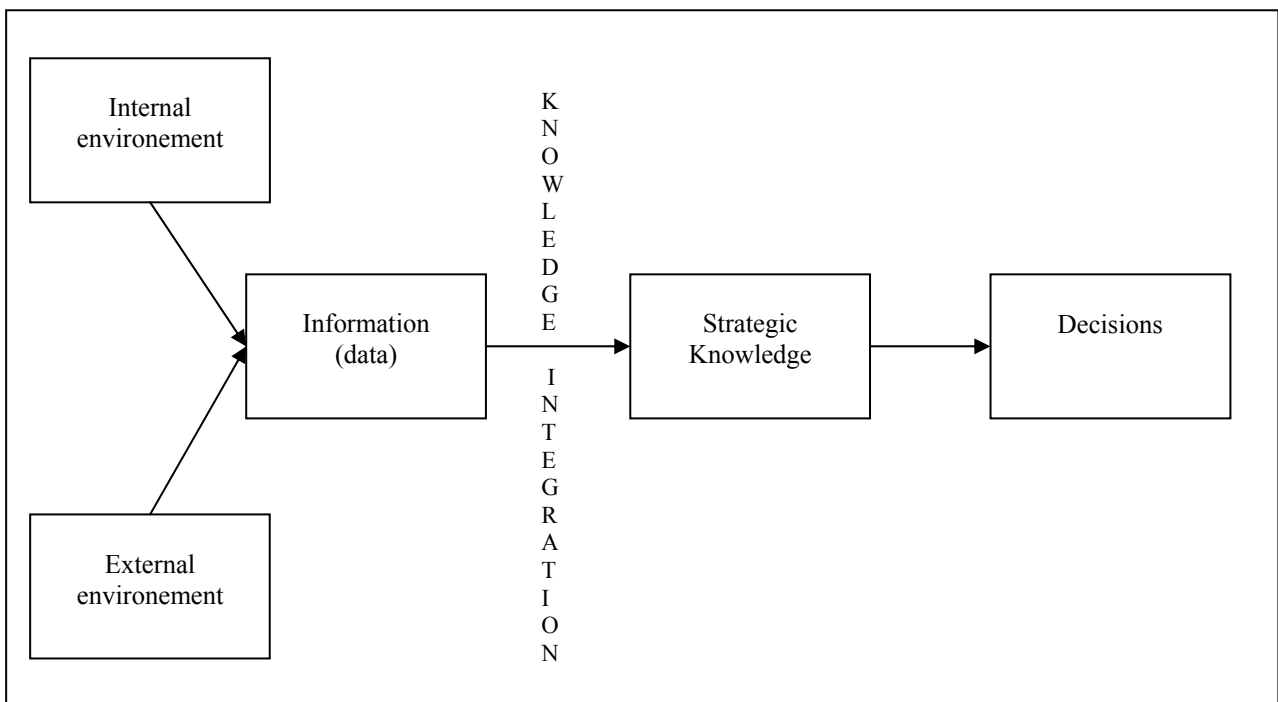 Internal
environement
K
N
O
W
L
E
D
G
E
Information
(data)
Strategic
Knowledge
Decisions
I
N
T
E
G
R
A
T
I
O
N
External
environement